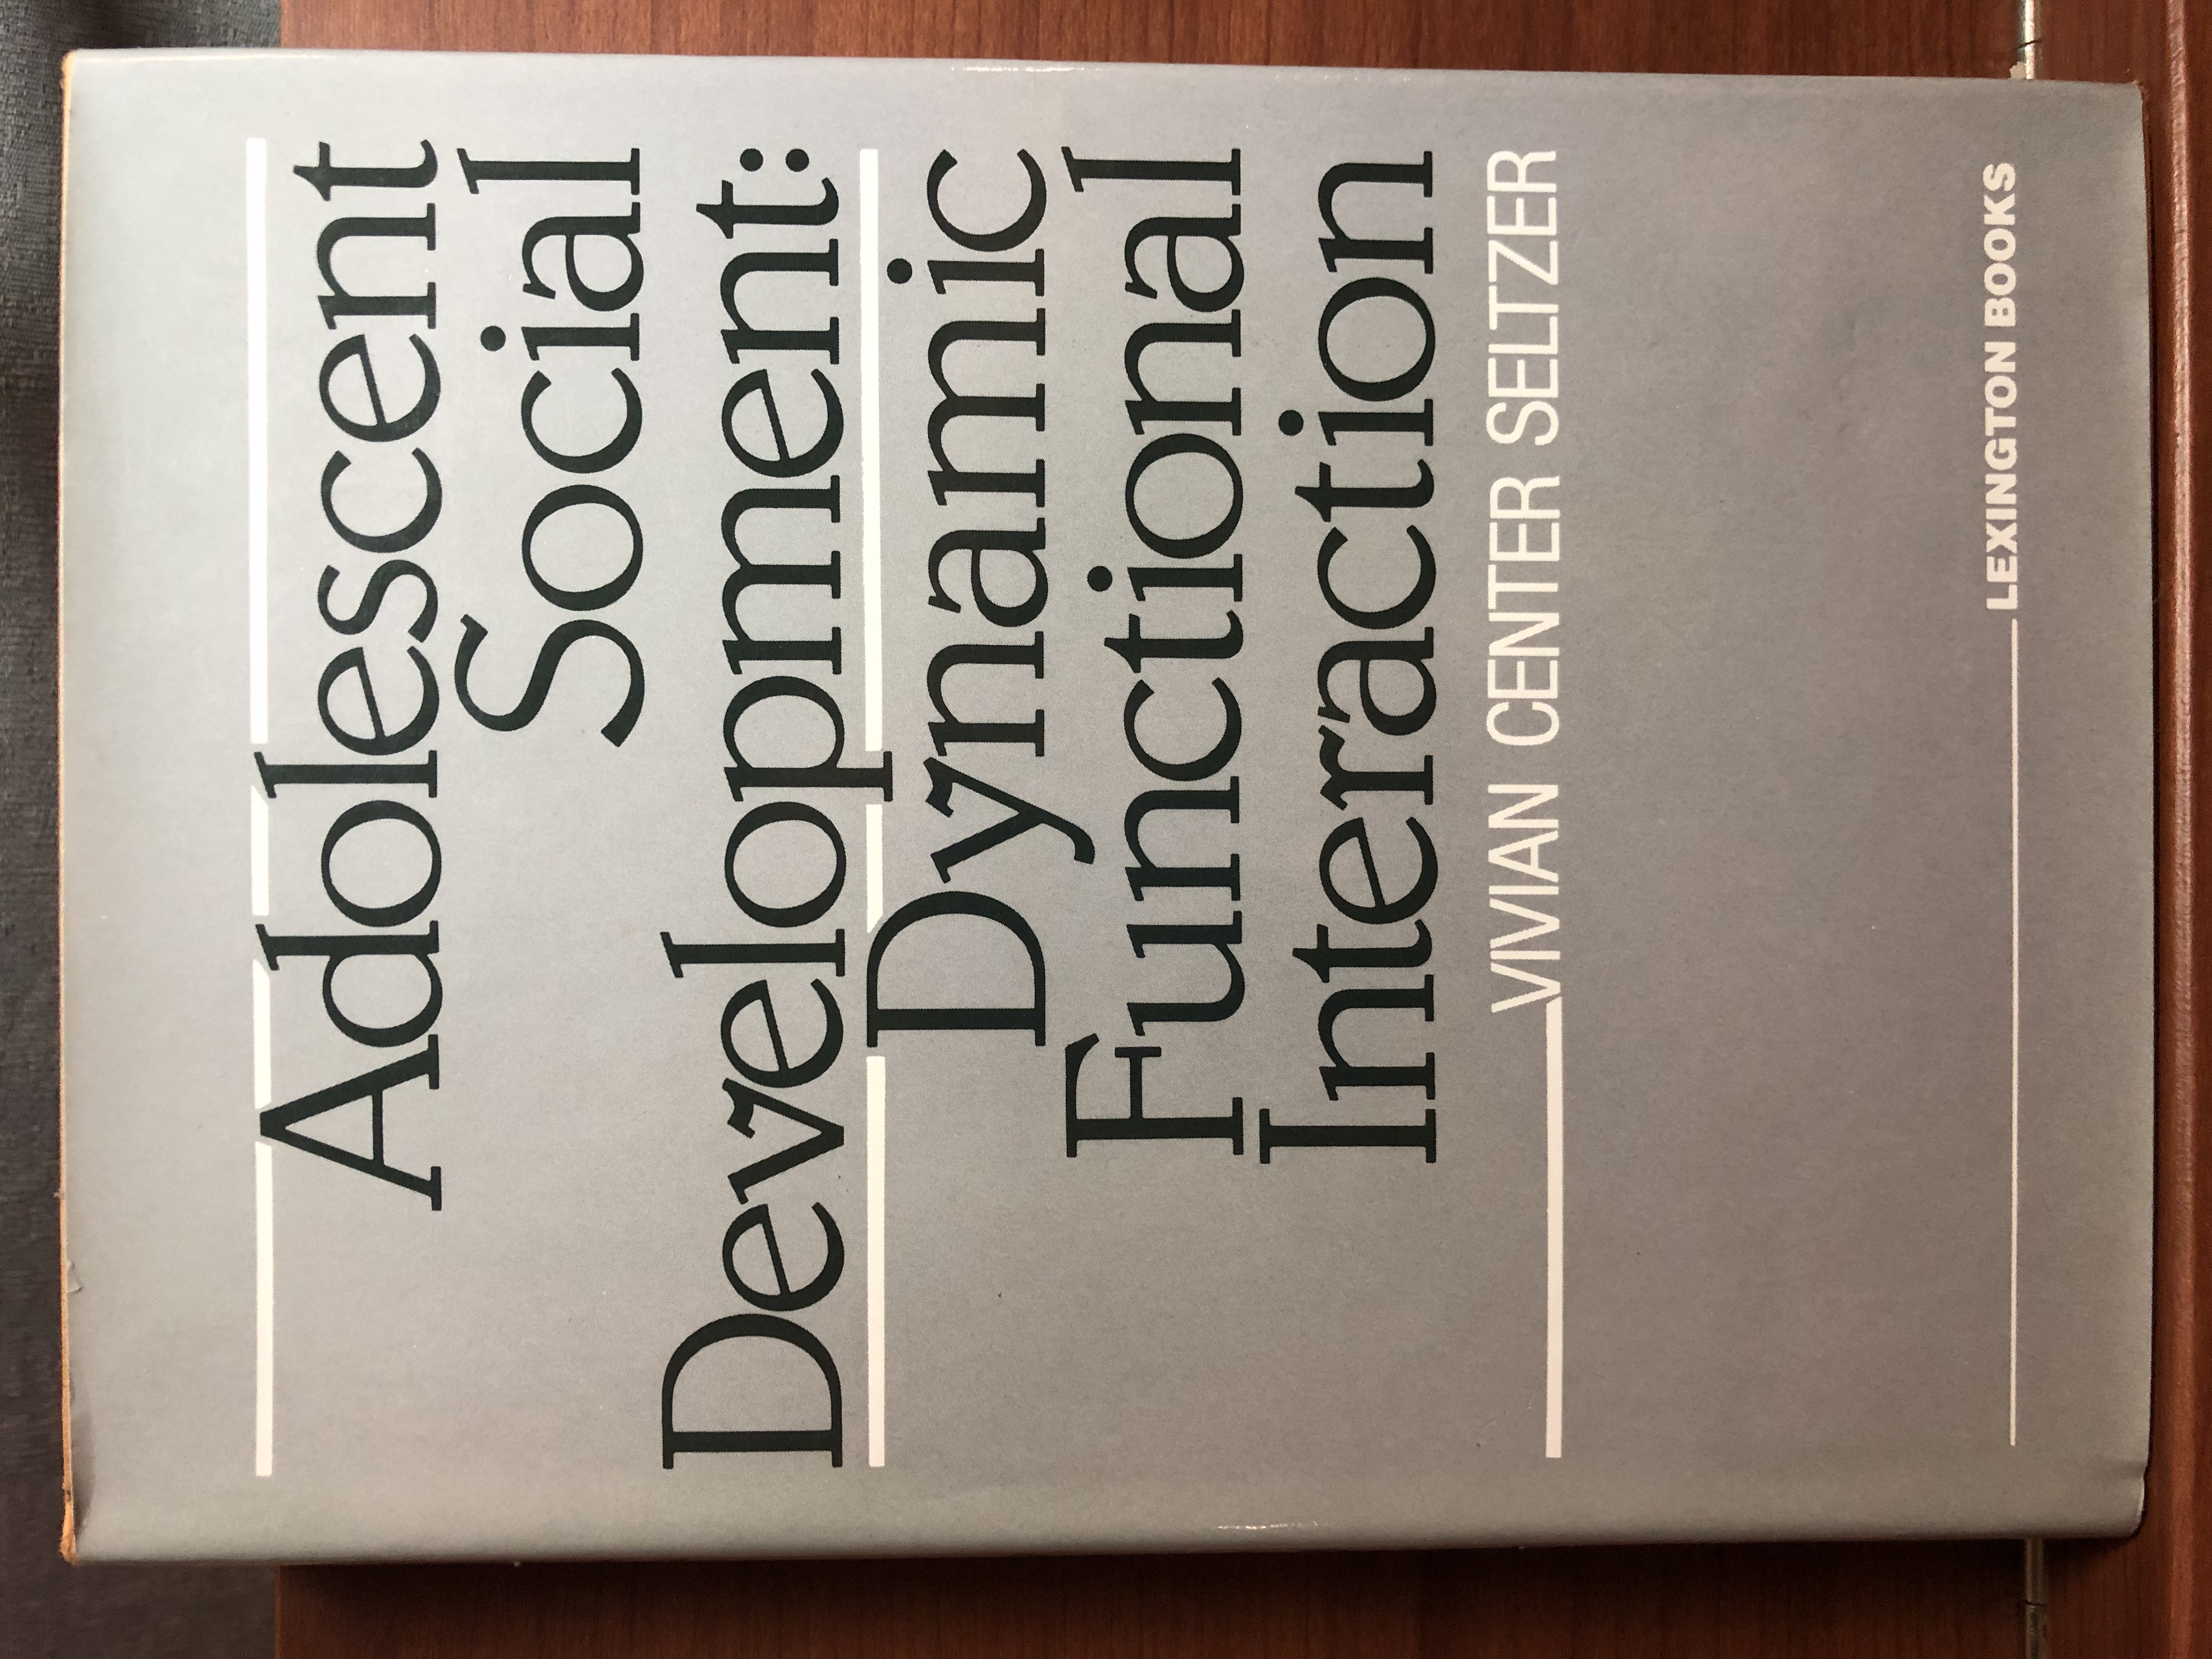 Adolescent
Social
Development:
Dynamic
Functional
Interaction
VIVIAN CENTER SELTZER
LEXINGTON BOOKS